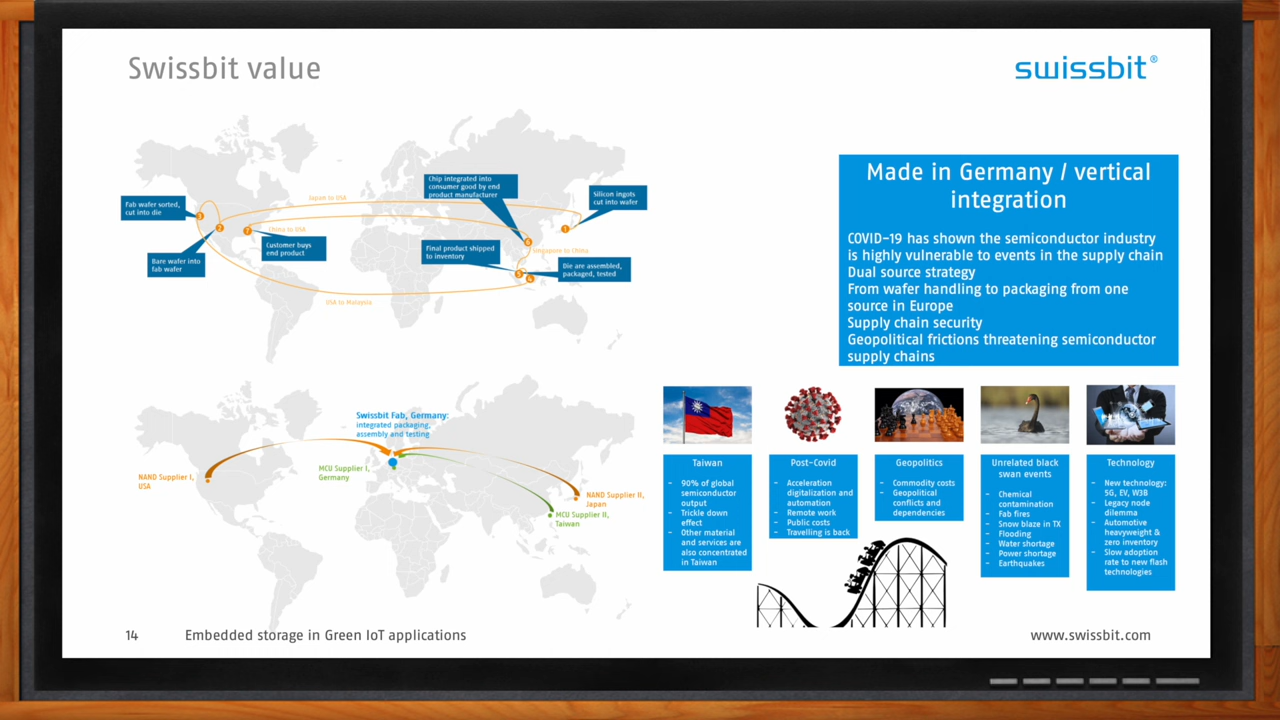 Swissbit value
swissbit®
Fab wafer sorted,
cut into die
Bare wafer into
fab wafer
Customer buys
end product
Chip integrated into
consumer good by end
product manufacturer
Silicon ingots
cut into wafer
Final product shipped
to inventory
Die are assembled,
packaged, tested
Japan to USA
China to USA
Singapore to China
USA to Malaysia
3
2
7
1
6
5
4
Made in Germany / vertical
integration
COVID-19 has shown the semiconductor industry
is highly vulnerable to events in the supply chain
Dual source strategy
From wafer handling to packaging from one
source in Europe
Supply chain security
Geopolitical frictions threatening semiconductor
supply chains
Swissbit Fab, Germany:
integrated packaging,
assembly and testing
NAND Supplier I,
USA
MCU Supplier I,
Germany
NAND Supplier II,
Japan
MCU Supplier II,
Taiwan
Taiwan
- 90% of global
semiconductor
output
- Trickle down
effect
- Other material
and services are
also concentrated
in Taiwan
Post-Covid
- Acceleration
digitalization and
automation
- Remote work
- Public costs
- Travelling is back
Geopolitics
- Commodity costs
- Geopolitical
conflicts and
dependencies
Unrelated black
swan events
- Chemical
contamination
- Fab fires
- Snow blaze in TX
- Flooding
- Water shortage
- Power shortage
- Earthquakes
Technology
- New technology:
5G, EV, W3B
- Legacy node
dilemma
- Automotive
heavyweight &
zero inventory
- Slow adoption
rate to new flash
technologies
14
Embedded storage in Green IoT applications
www.swissbit.com